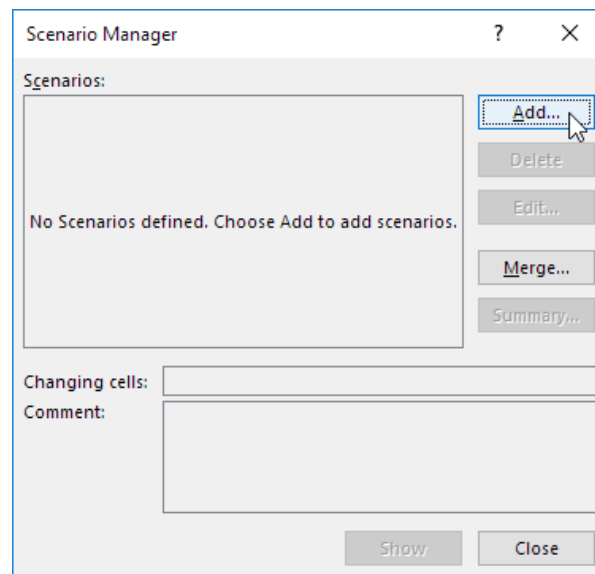 Scenario Manager ?
Scenarios:
Add...
Delete
No Scenarios defined. Choose Add to add scenarios.
Edit...
Merge...
Summary...
Changing cells:
Comment:
Show
Close